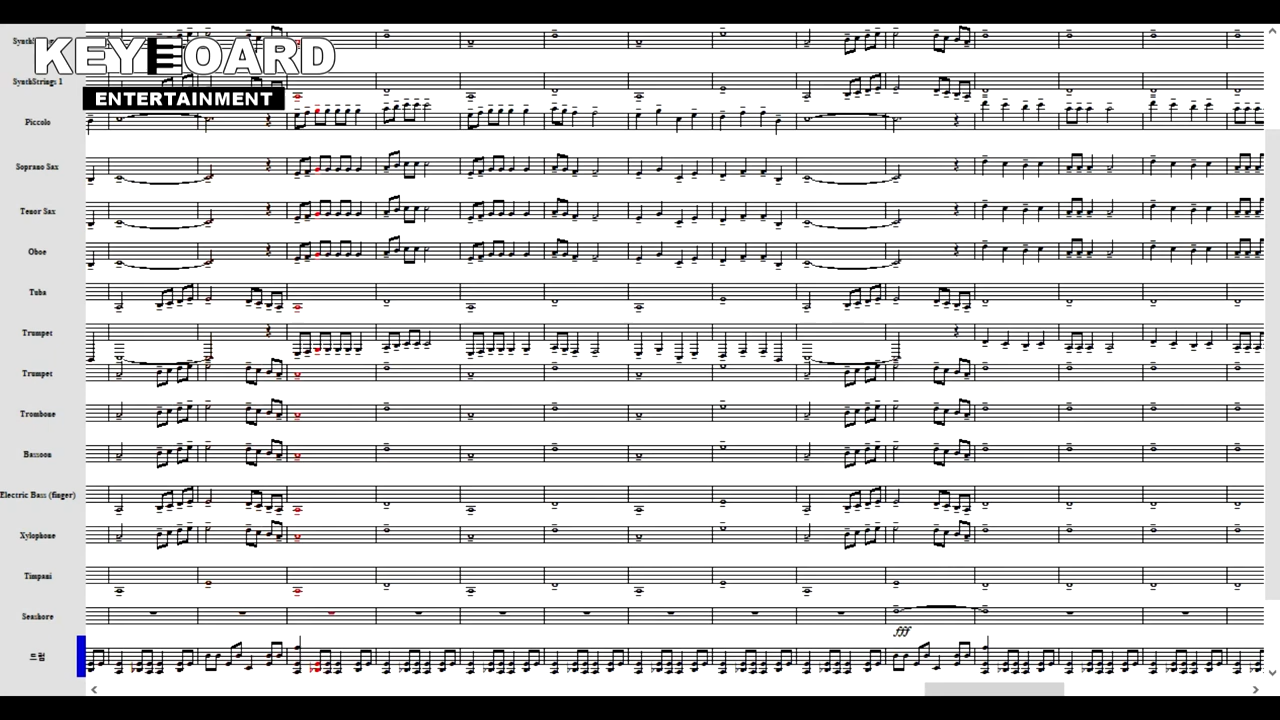 KEYBOARD
ENTERTAINMENT
SynthStrings 1
Piccolo
Soprano Sax
Tenor Sax
Oboe
Tuba
Trumpet
Trumpet
Trombone
Bassoon
Electric Bass (finger)
Xylophone
Timpani
Seashore
fff
드럼